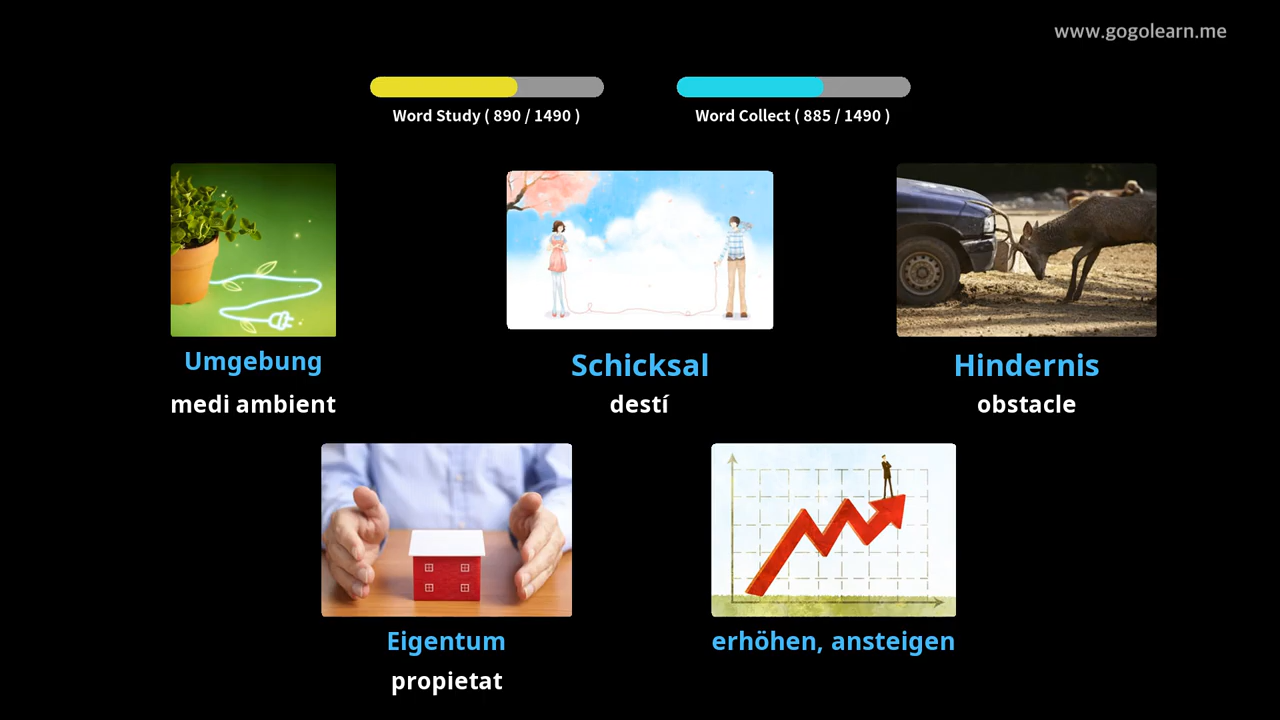 www.gogolearn.me
Word Study ( 890 / 1490 )
Word Collect ( 885 / 1490 )
Umgebung
medi ambient
Schicksal
destí
Hindernis
obstacle
Eigentum
propietat
erhöhen, ansteigen